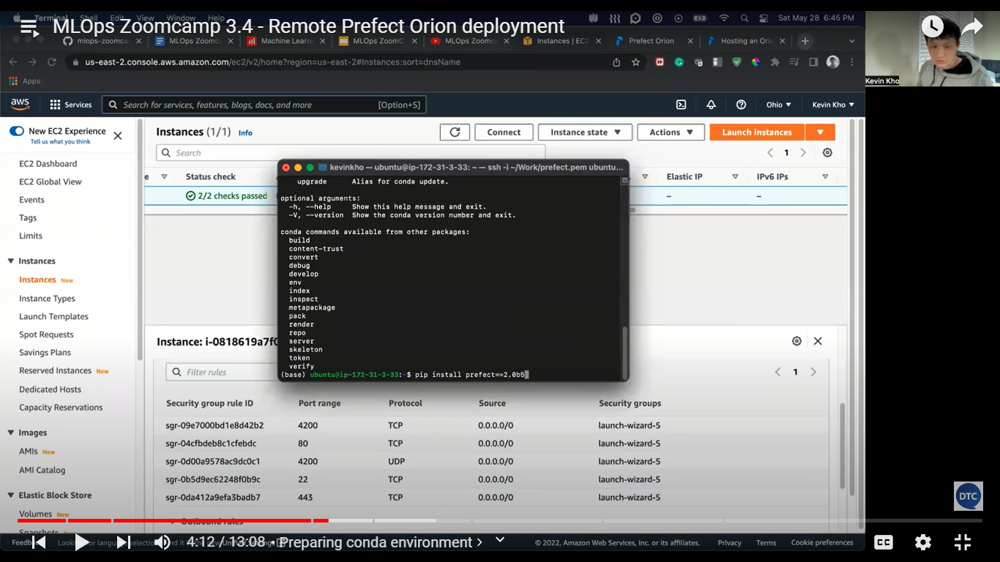 Terminal Shell Edit View Window Help Sat May 28 6:45 PM
MLOps Zoomcamp 3.4 - Remote Prefect Orion deployment
mlops-zoomca MLOps Zoomc Machine Learn MLOps ZoomC MLOps Zoomc Instances | EC2 Prefect Orion Hosting an Ori
us-east-2.console.aws.amazon.com/ec2/v2/home?region=us-east-2#Instances:sort=dnsName
Kevin Kho
Apps
aws Services Search for services, features, blogs, docs, and more [Option+S] Ohio Kevin Kho
New EC2 Experience
Tell us what you think
EC2 Dashboard
EC2 Global View
Events
Tags
Limits
Instances
Instances New
Instance Types
Launch Templates
Spot Requests
Savings Plans
Reserved Instances New
Dedicated Hosts
Capacity Reservations
Images
AMIs New
AMI Catalog
Elastic Block Store
Volumes New
Snapshots New
Instances (1/1) Info Connect Instance state Actions Launch instances
Search 1
e Status check Elastic IP IPv6 IPs
2/2 checks passed – –
kevinkho — ubuntu@ip-172-31-3-33: ~ — ssh -i ~/Work/prefect.pem ubuntu...
upgrade Alias for conda update.
optional arguments:
-h, --help Show this help message and exit.
-V, --version Show the conda version number and exit.
conda commands available from other packages:
build
content-trust
convert
debug
develop
env
index
inspect
metapackage
pack
render
repo
server
skeleton
token
verify
(base) ubuntu@ip-172-31-3-33:~$ pip install prefect==2.0b5
Instance: i-0818619a7f0
Filter rules 1
Security group rule ID Port range Protocol Source Security groups
sgr-09e7000bd1e8d42b2 4200 TCP 0.0.0.0/0 launch-wizard-5
sgr-04cfbdeb8c1cfebdc 80 TCP 0.0.0.0/0 launch-wizard-5
sgr-0d00a9578ac9dc0c1 4200 UDP 0.0.0.0/0 launch-wizard-5
sgr-0b5d9ec62248f0b9c 22 TCP 0.0.0.0/0 launch-wizard-5
sgr-0da412a9efa3badb7 443 TCP 0.0.0.0/0 launch-wizard-5
Outbound rules
DTC
4:12 / 13:08 • Preparing conda environment
© 2022, Amazon Web Services, Inc. or its affiliates. Privacy Terms Cookie preferences
CC